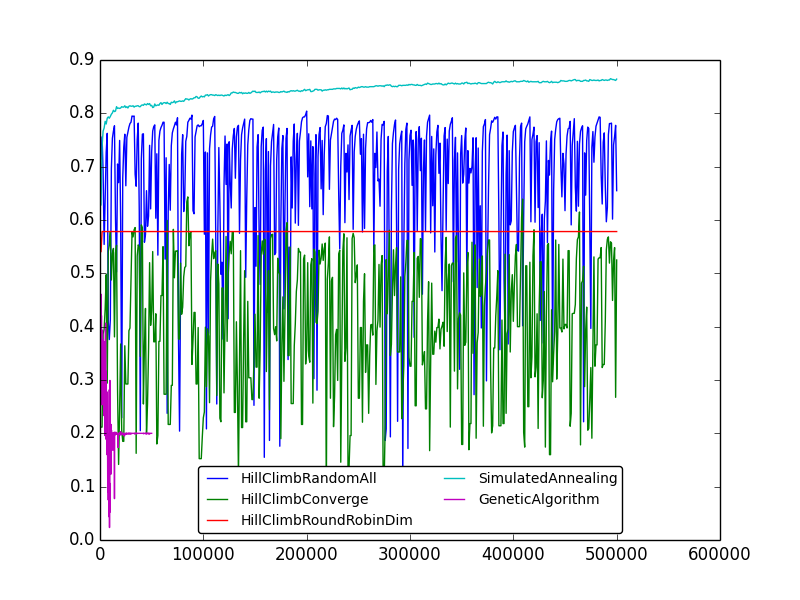 0.9
0.8
0.7
0.6
0.5
0.4
0.3
0.2
0.1
0.0
HillClimbRandomAll
HillClimbConverge
HillClimbRoundRobinDim
SimulatedAnnealing
GeneticAlgorithm
0 100000 200000 300000 400000 500000 600000